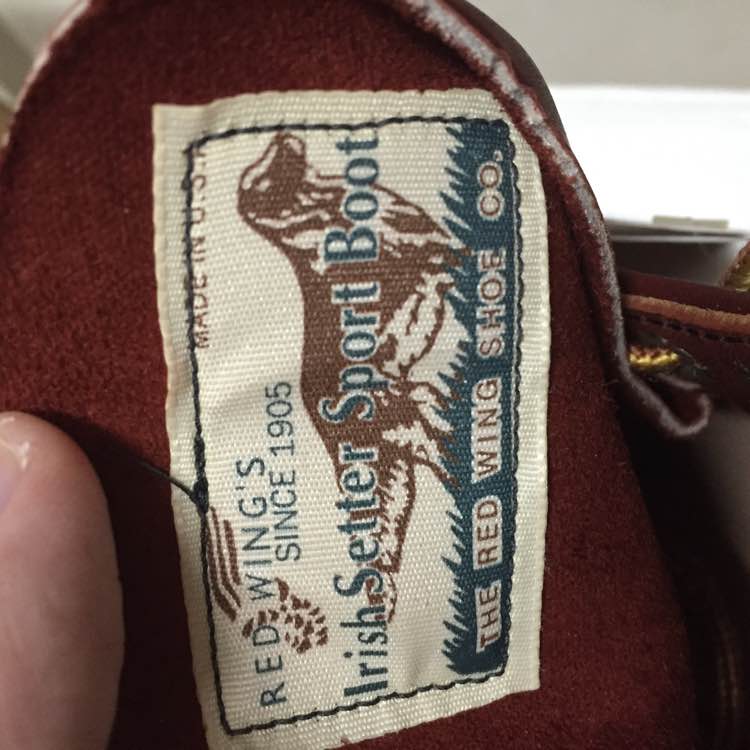 RED WING'S
SINCE 1905
MADE IN U.S.A.
Irish Setter Sport Boot
THE RED WING SHOE CO.